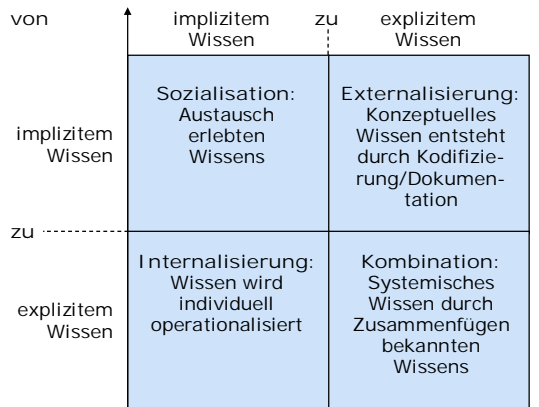 von
implizitem
Wissen
zu
explizitem
Wissen
implizitem
Wissen
Sozialisation:
Austausch
erlebten
Wissens
Externalisierung:
Konzeptuelles
Wissen entsteht
durch Kodifizie-
rung/Dokumen-
tation
zu
explizitem
Wissen
Internalisierung:
Wissen wird
individuell
operationalisiert
Kombination:
Systemisches
Wissen durch
Zusammenfügen
bekannten
Wissens